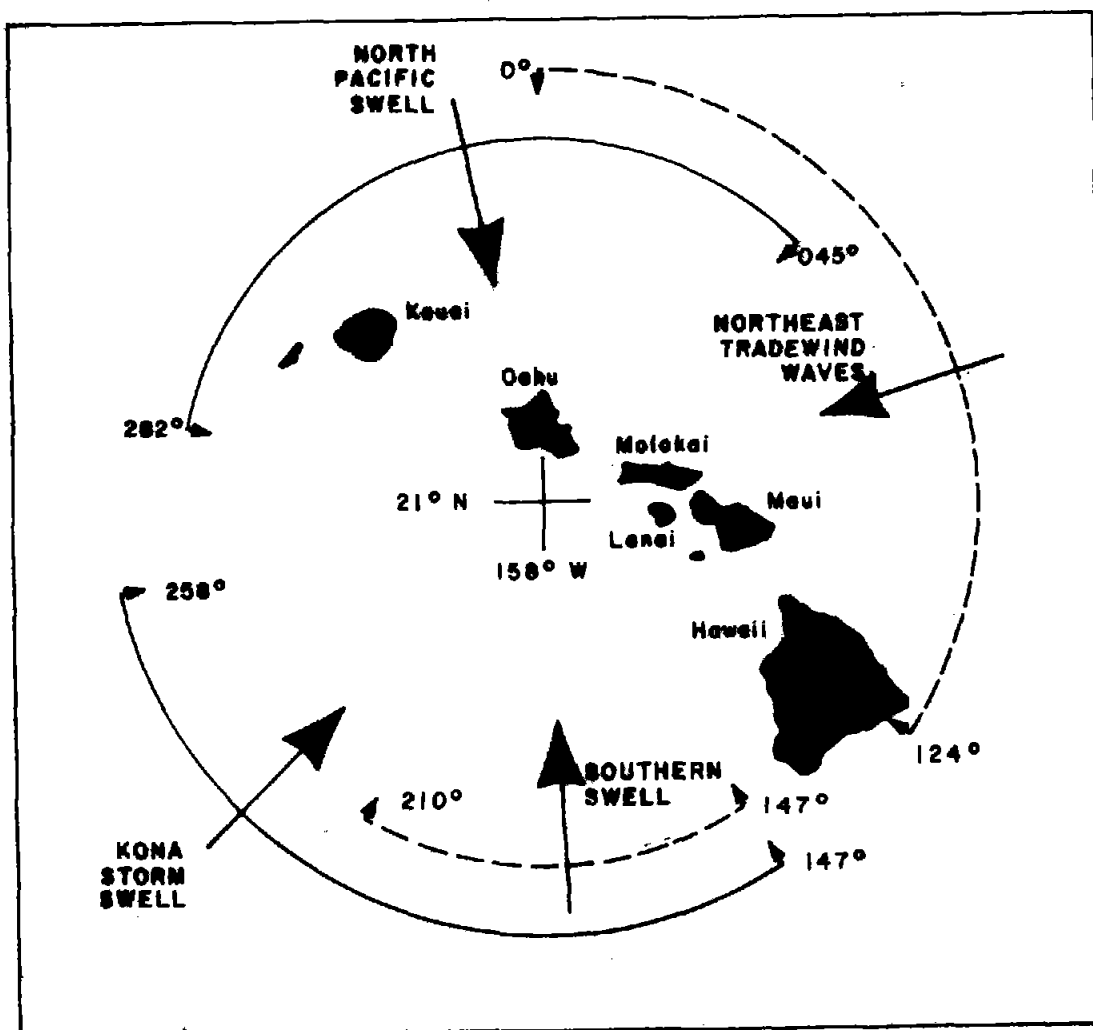 NORTH
PACIFIC
SWELL
0°
045°
Kauai
NORTHEAST
TRADEWIND
WAVES
Oahu
282°
Molokai
21° N
Maui
Lanai
158° W
258°
Hawaii
124°
SOUTHERN
SWELL
210°
147°
147°
KONA
STORM
SWELL